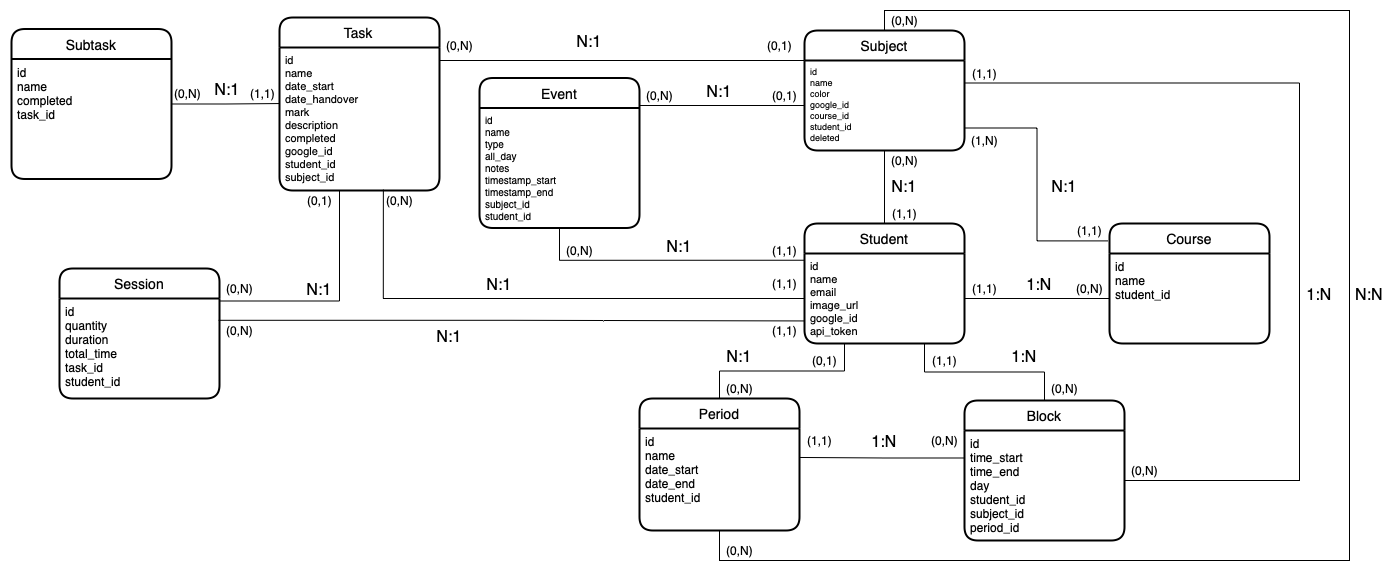 Subtask
id
name
completed
task_id
(0,N)
N:1
(1,1)
Task
id
name
date_start
date_handover
mark
description
completed
google_id
student_id
subject_id
(0,N)
N:1
(0,1)
(0,1)
(0,N)
Event
id
name
type
all_day
notes
timestamp_start
timestamp_end
subject_id
student_id
(0,N)
N:1
(0,1)
(0,N)
N:1
(1,1)
Subject
id
name
color
google_id
course_id
student_id
deleted
(0,N)
(1,1)
(1,N)
N:1
(1,1)
(0,N)
N:1
(1,1)
Student
id
name
email
image_url
google_id
api_token
(1,1)
1:N
(0,N)
Course
id
name
student_id
1:N
N:N
Session
id
quantity
duration
total_time
task_id
student_id
(0,N)
N:1
N:1
(1,1)
(0,N)
N:1
(1,1)
N:1
(0,1)
(0,N)
(1,1)
1:N
(0,N)
Period
id
name
date_start
date_end
student_id
(1,1)
1:N
(0,N)
Block
id
time_start
time_end
day
student_id
subject_id
period_id
(0,N)
(0,N)